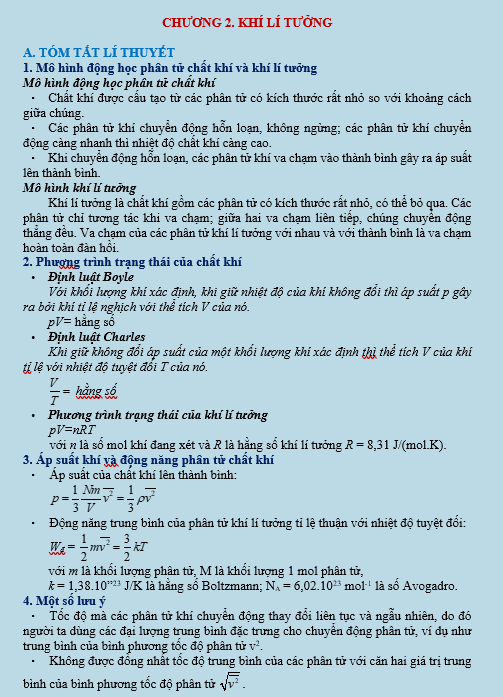 CHƯƠNG 2. KHÍ LÍ TƯỞNG
A. TÓM TẮT LÍ THUYẾT
1. Mô hình động học phân tử chất khí và khí lí tưởng
Mô hình động học phân tử chất khí
• Chất khí được cấu tạo từ các phân tử có kích thước rất nhỏ so với khoảng cách
giữa chúng.
• Các phân tử khí chuyển động hỗn loạn, không ngừng; các phân tử khí chuyển
động càng nhanh thì nhiệt độ chất khí càng cao.
• Khi chuyển động hỗn loạn, các phân tử khí va chạm vào thành bình gây ra áp suất
lên thành bình.
Mô hình khí lí tưởng
Khí lí tưởng là chất khí gồm các phân tử có kích thước rất nhỏ, có thể bỏ qua. Các
phân tử chỉ tương tác khi va chạm; giữa hai va chạm liên tiếp, chúng chuyển động
thẳng đều. Va chạm của các phân tử khí lí tưởng với nhau và với thành bình là va chạm
hoàn toàn đàn hồi.
2. Phương trình trạng thái của chất khí
• Định luật Boyle
Với khối lượng khí xác định, khi giữ nhiệt độ của khí không đổi thì áp suất p gây
ra bởi khí tỉ lệ nghịch với thể tích V của nó.
pV= hằng số
• Định luật Charles
Khi giữ không đổi áp suất của một khối lượng khí xác định thì thể tích V của khí
tỉ lệ với nhiệt độ tuyệt đối T của nó.
V/T = hằng số
• Phương trình trạng thái của khí lí tưởng
pV=nRT
với n là số mol khí đang xét và R là hằng số khí lí tưởng R = 8,31 J/(mol.K).
3. Áp suất khí và động năng phân tử chất khí
• Áp suất của chất khí lên thành bình:
p = 1/3 Nm/V v̅² = 1/3 ρv̅²
• Động năng trung bình của phân tử khí lí tưởng tỉ lệ thuận với nhiệt độ tuyệt đối:
Wđ = 1/2 mv̅² = 3/2 kT
với m là khối lượng phân tử, M là khối lượng 1 mol phân tử,
k = 1,38.10⁻²³ J/K là hằng số Boltzmann; N_A = 6,02.10²³ mol⁻¹ là số Avogadro.
4. Một số lưu ý
• Tốc độ mà các phân tử khí chuyển động thay đổi liên tục và ngẫu nhiên, do đó
người ta dùng các đại lượng trung bình đặc trưng cho chuyển động phân tử, ví dụ như
trung bình của bình phương tốc độ phân tử v².
• Không được đồng nhất tốc độ trung bình của các phân tử với căn hai giá trị trung
bình của bình phương tốc độ phân tử √v̅² .